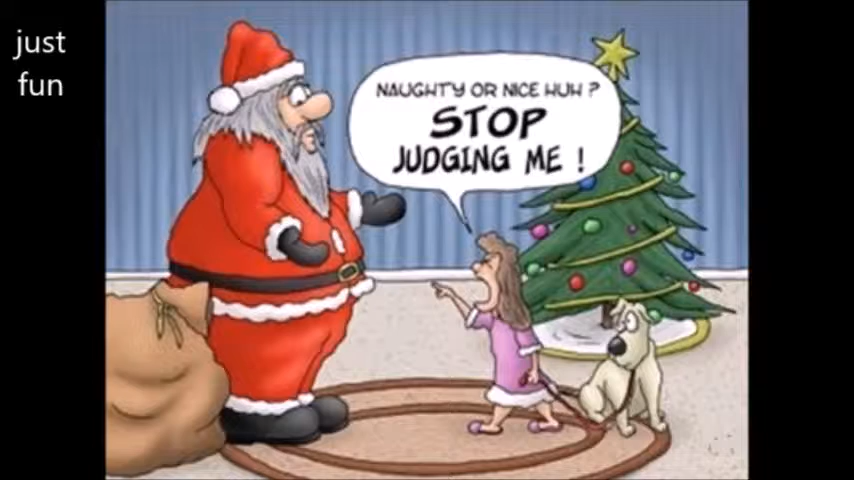 just
fun
NAUGHTY OR NICE HUH ?
STOP
JUDGING ME !